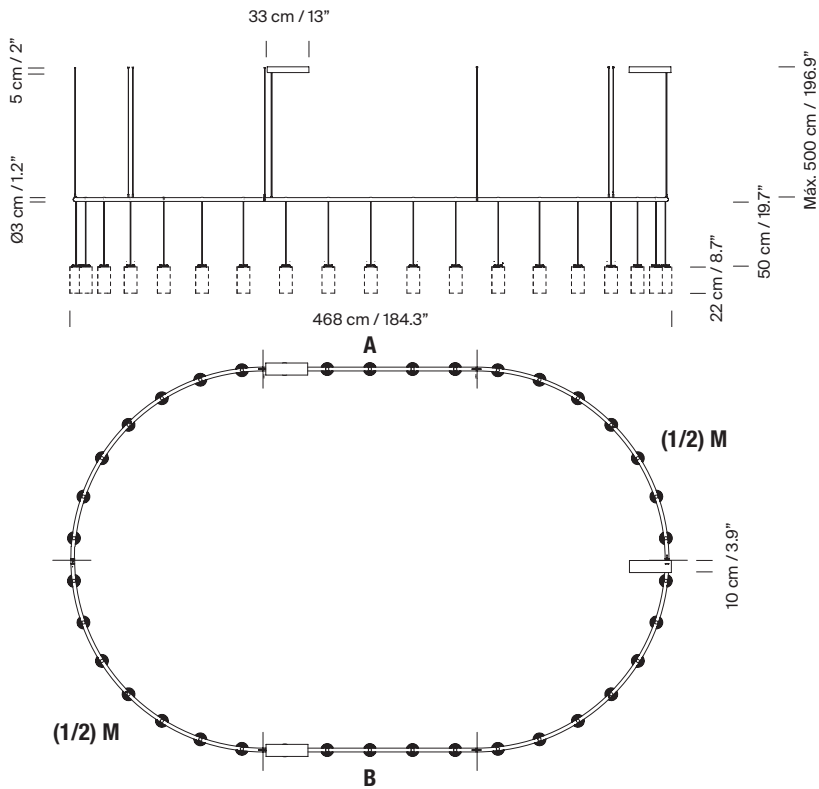 33 cm / 13”
5 cm / 2”
Máx. 500 cm / 196.9”
Ø3 cm / 1.2”
50 cm / 19.7”
22 cm / 8.7”
468 cm / 184.3”
A
(1/2) M
10 cm / 3.9”
(1/2) M
B